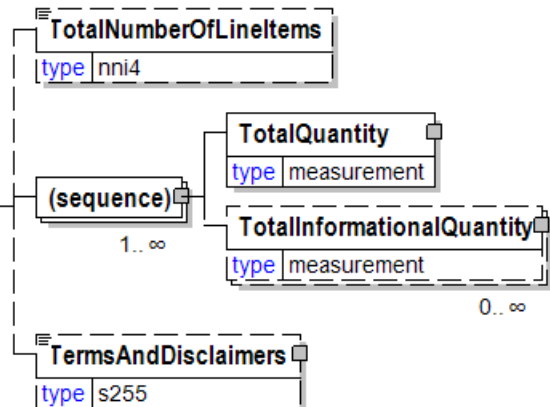 TotalNumberOfLineItems
type nni4
TotalQuantity
type measurement
(sequence)
1.. ∞
TotalInformationalQuantity
type measurement
0.. ∞
TermsAndDisclaimers
type s255